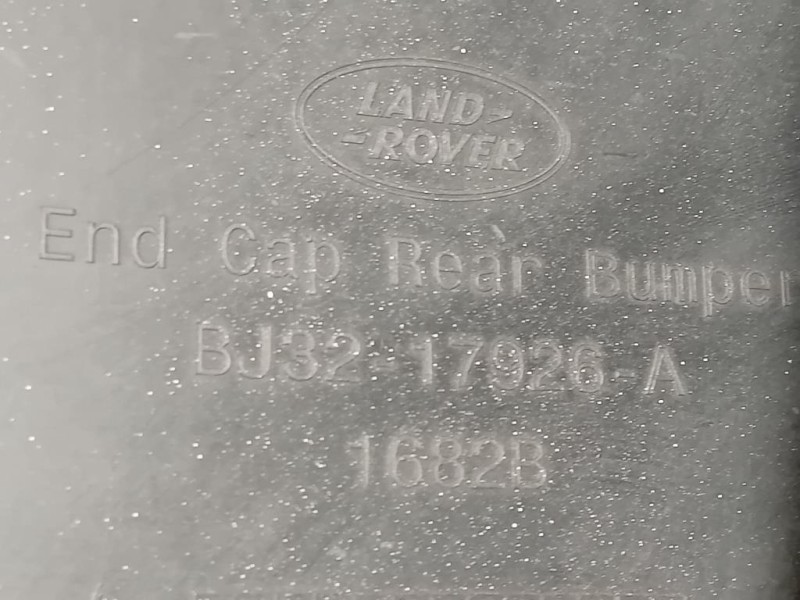 LAND
ROVER
End Cap Rear Bumper
BJ32-17926-A
1682B